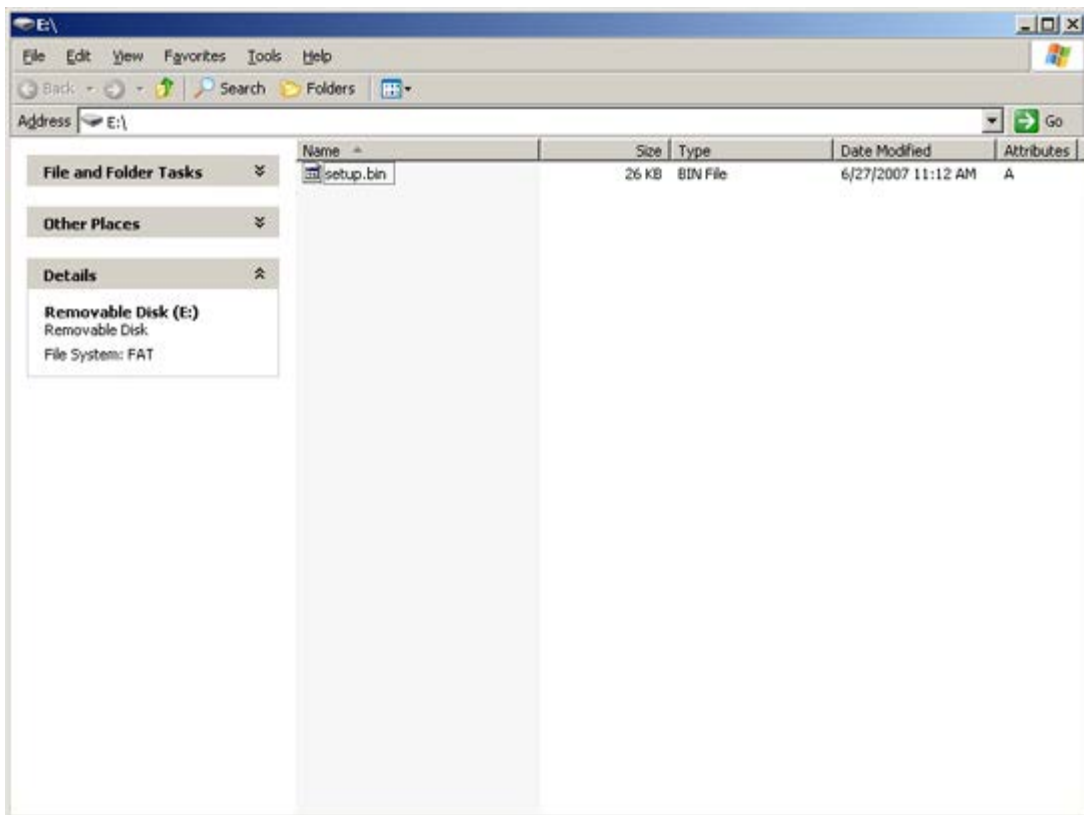 E:\
File Edit View Favorites Tools Help
Back Search Folders
Address E:\ Go
File and Folder Tasks
Other Places
Details
Removable Disk (E:)
Removable Disk
File System: FAT
Name Size Type Date Modified Attributes
setup.bin 26 KB BIN File 6/27/2007 11:12 AM A